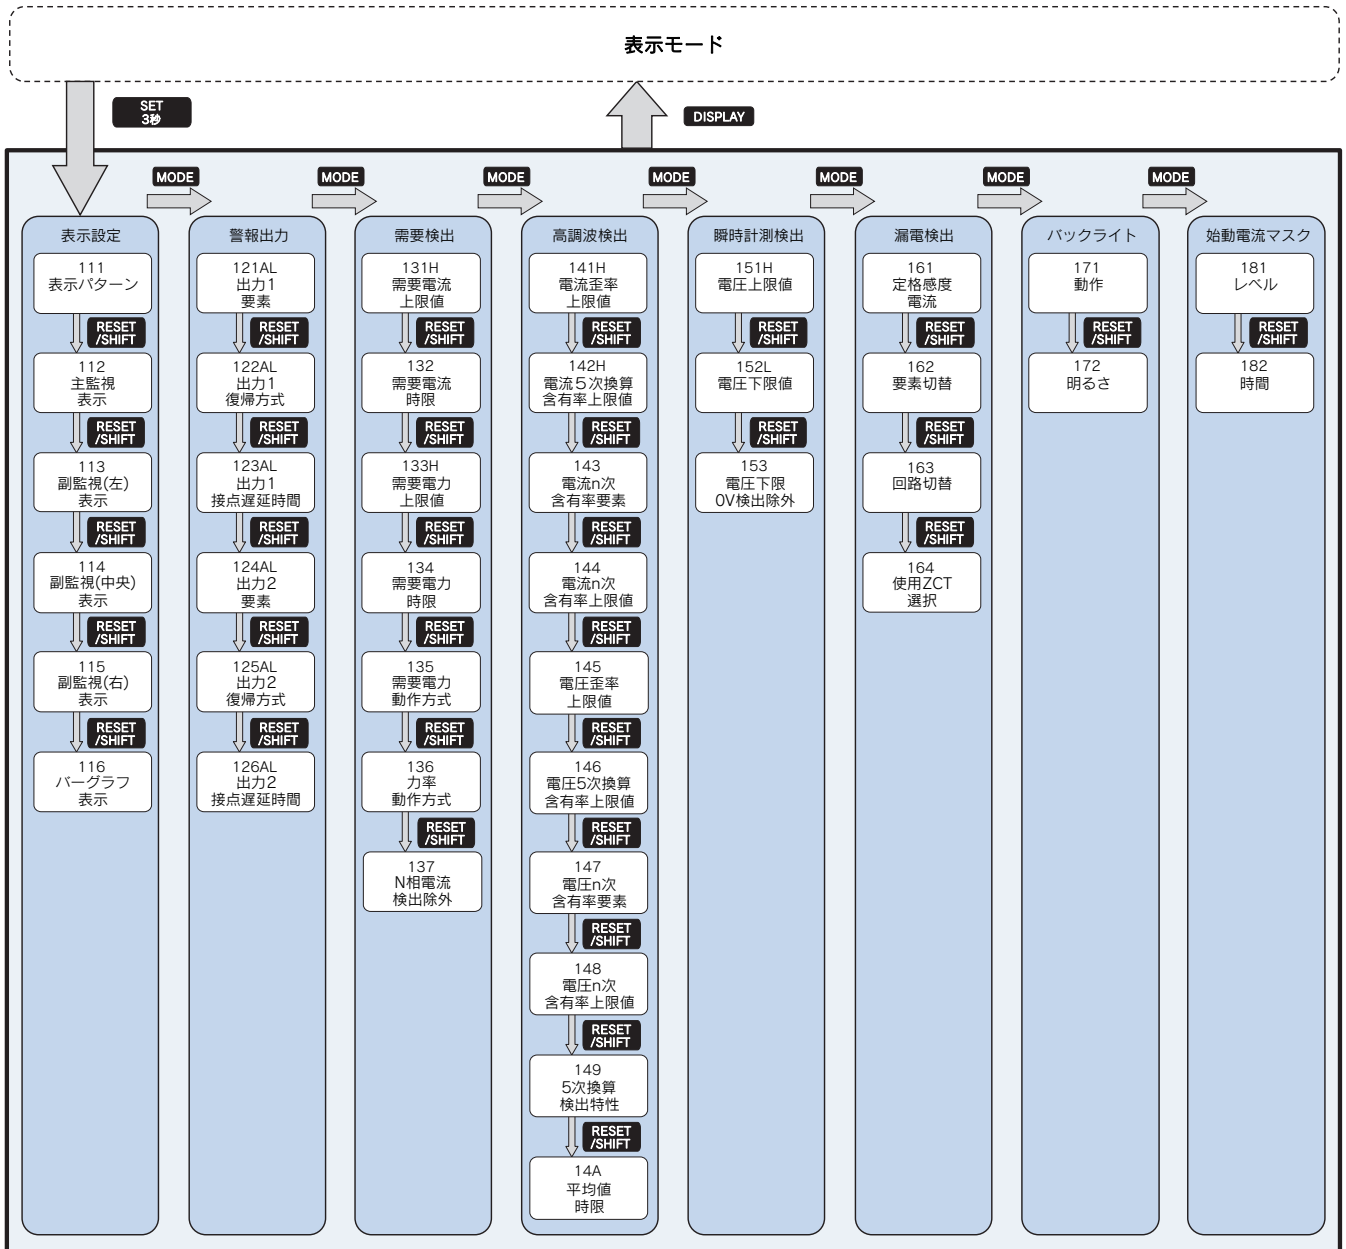 表示モード
SET
3秒
DISPLAY
MODE
MODE
MODE
MODE
MODE
MODE
MODE
表示設定
111
表示パターン
RESET
/SHIFT
112
主監視
表示
RESET
/SHIFT
113
副監視(左)
表示
RESET
/SHIFT
114
副監視(中央)
表示
RESET
/SHIFT
115
副監視(右)
表示
RESET
/SHIFT
116
バーグラフ
表示
警報出力
121AL
出力1
要素
RESET
/SHIFT
122AL
出力1
復帰方式
RESET
/SHIFT
123AL
出力1
接点遅延時間
RESET
/SHIFT
124AL
出力2
要素
RESET
/SHIFT
125AL
出力2
復帰方式
RESET
/SHIFT
126AL
出力2
接点遅延時間
需要検出
131H
需要電流
上限値
RESET
/SHIFT
132
需要電流
時限
RESET
/SHIFT
133H
需要電力
上限値
RESET
/SHIFT
134
需要電力
時限
RESET
/SHIFT
135
需要電力
動作方式
RESET
/SHIFT
136
力率
動作方式
RESET
/SHIFT
137
N相電流
検出除外
高調波検出
141H
電流歪率
上限値
RESET
/SHIFT
142H
電流5次換算
含有率上限値
RESET
/SHIFT
143
電流n次
含有率要素
RESET
/SHIFT
144
電流n次
含有率上限値
RESET
/SHIFT
145
電圧歪率
上限値
RESET
/SHIFT
146
電圧5次換算
含有率上限値
RESET
/SHIFT
147
電圧n次
含有率要素
RESET
/SHIFT
148
電圧n次
含有率上限値
RESET
/SHIFT
149
5次換算
検出特性
RESET
/SHIFT
14A
平均値
時限
瞬時計測検出
151H
電圧上限値
RESET
/SHIFT
152L
電圧下限値
RESET
/SHIFT
153
電圧下限
0V検出除外
漏電検出
161
定格感度
電流
RESET
/SHIFT
162
要素切替
RESET
/SHIFT
163
回路切替
RESET
/SHIFT
164
使用ZCT
選択
バックライト
171
動作
RESET
/SHIFT
172
明るさ
始動電流マスク
181
レベル
RESET
/SHIFT
182
時間